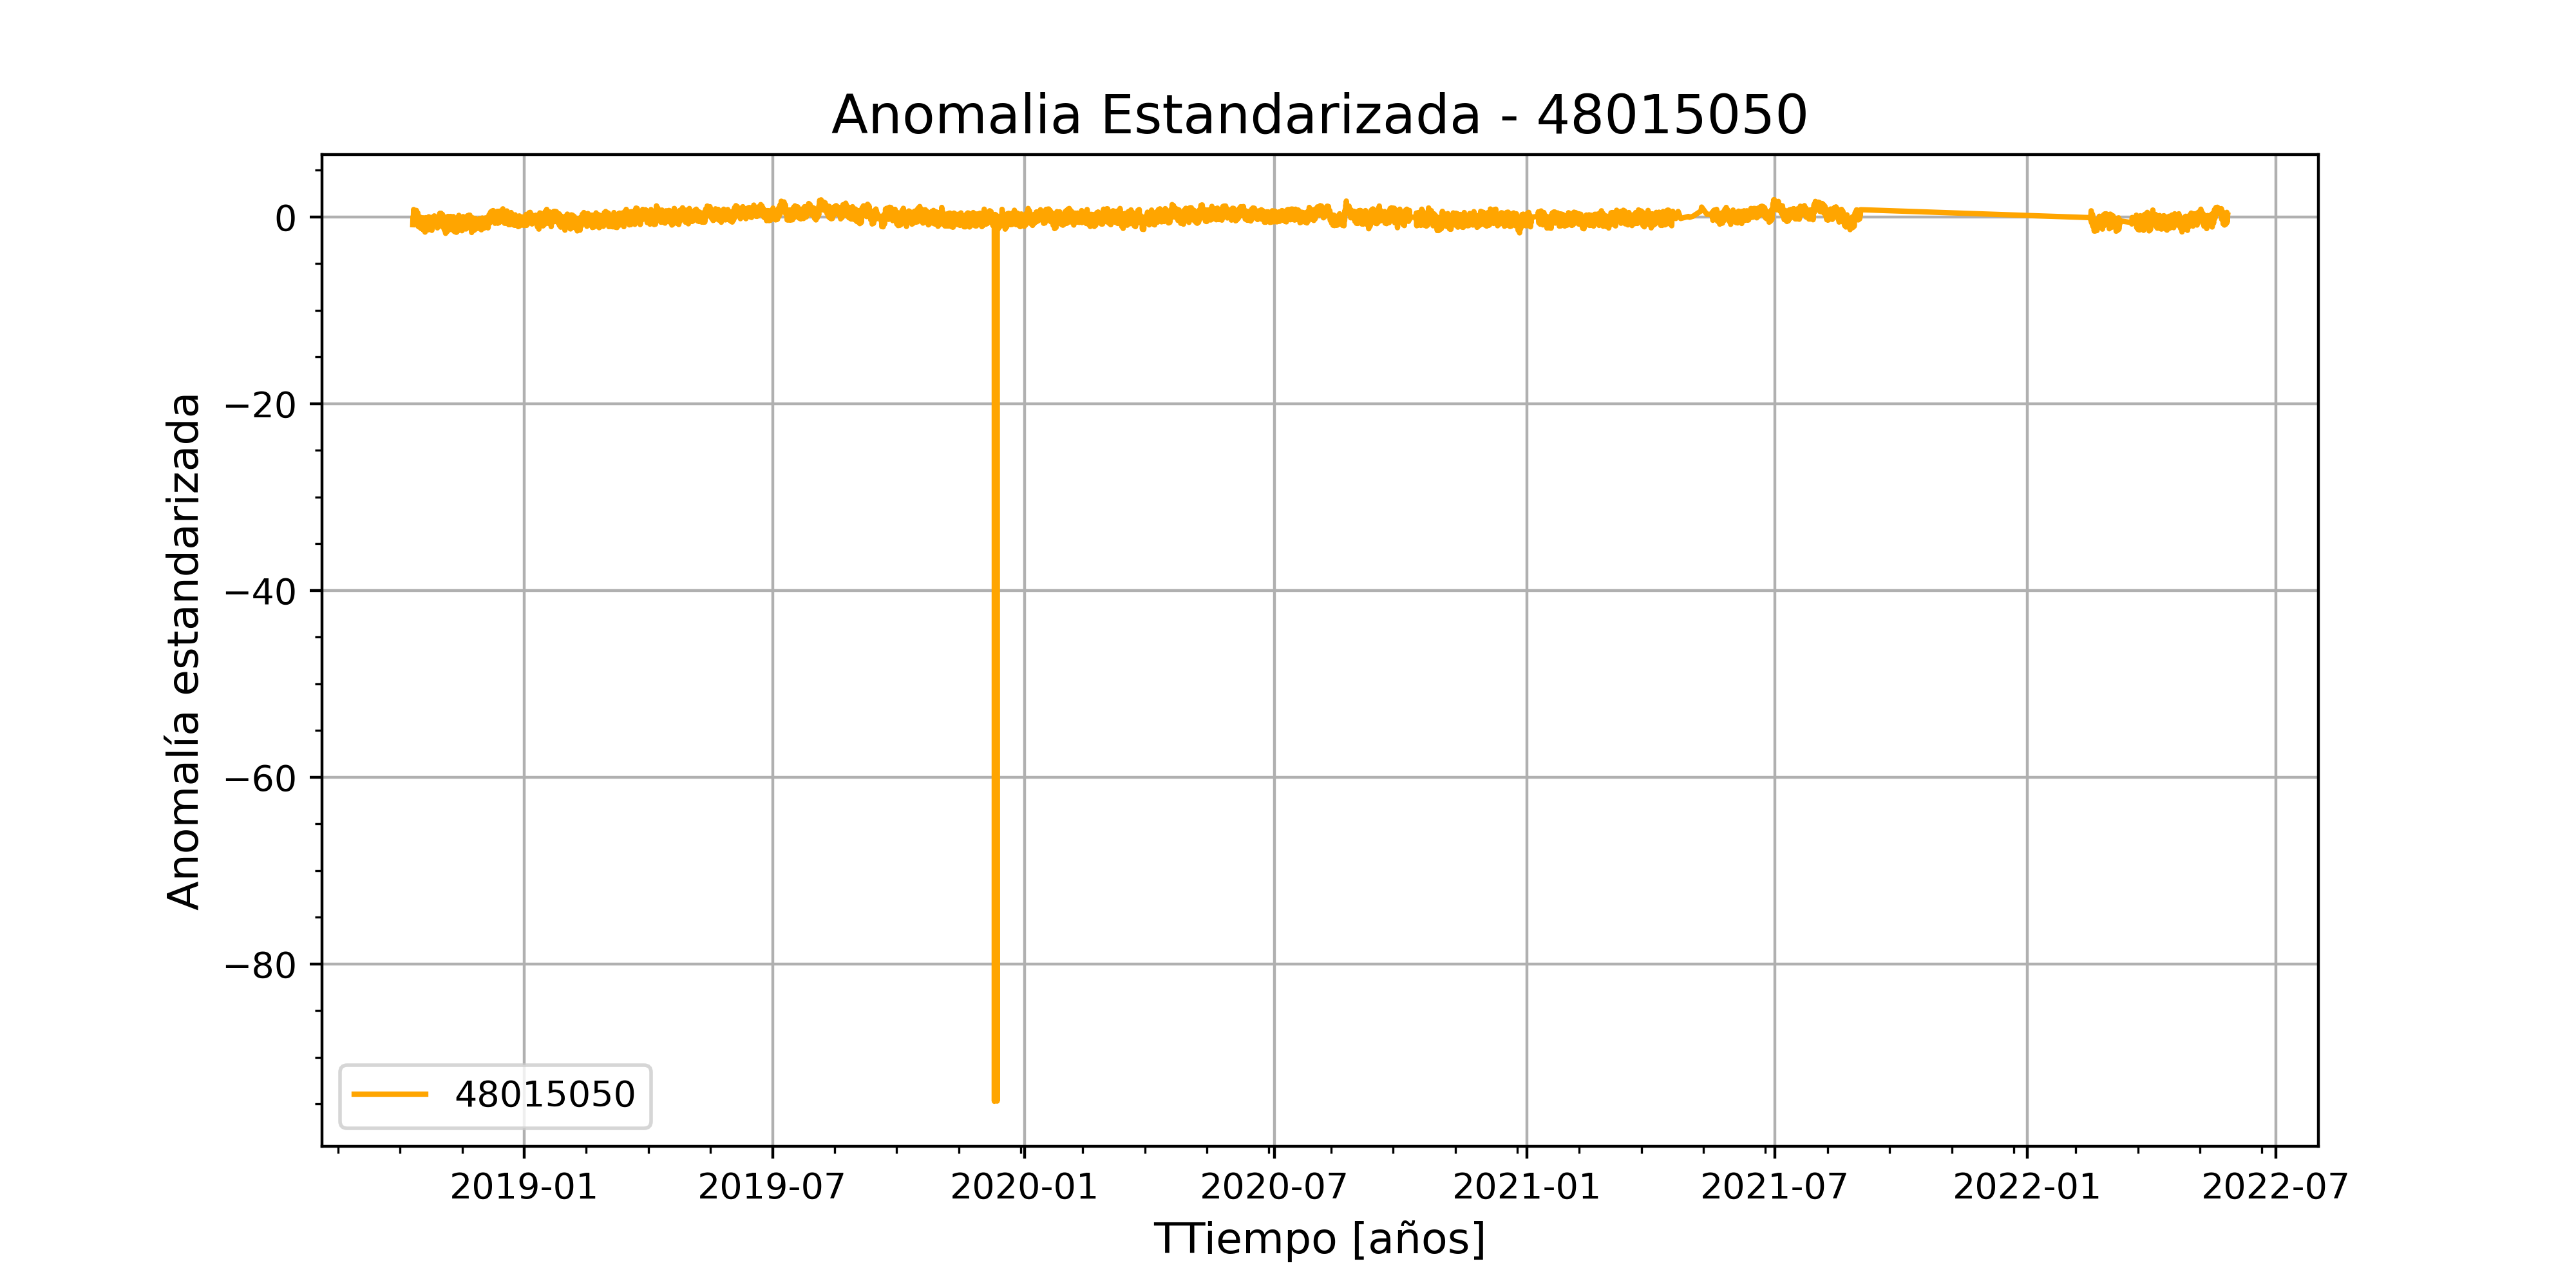 Anomalia Estandarizada - 48015050
Anomalía estandarizada
0
−20
−40
−60
−80
48015050
2019-01 2019-07 2020-01 2020-07 2021-01 2021-07 2022-01 2022-07
TTiempo [años]